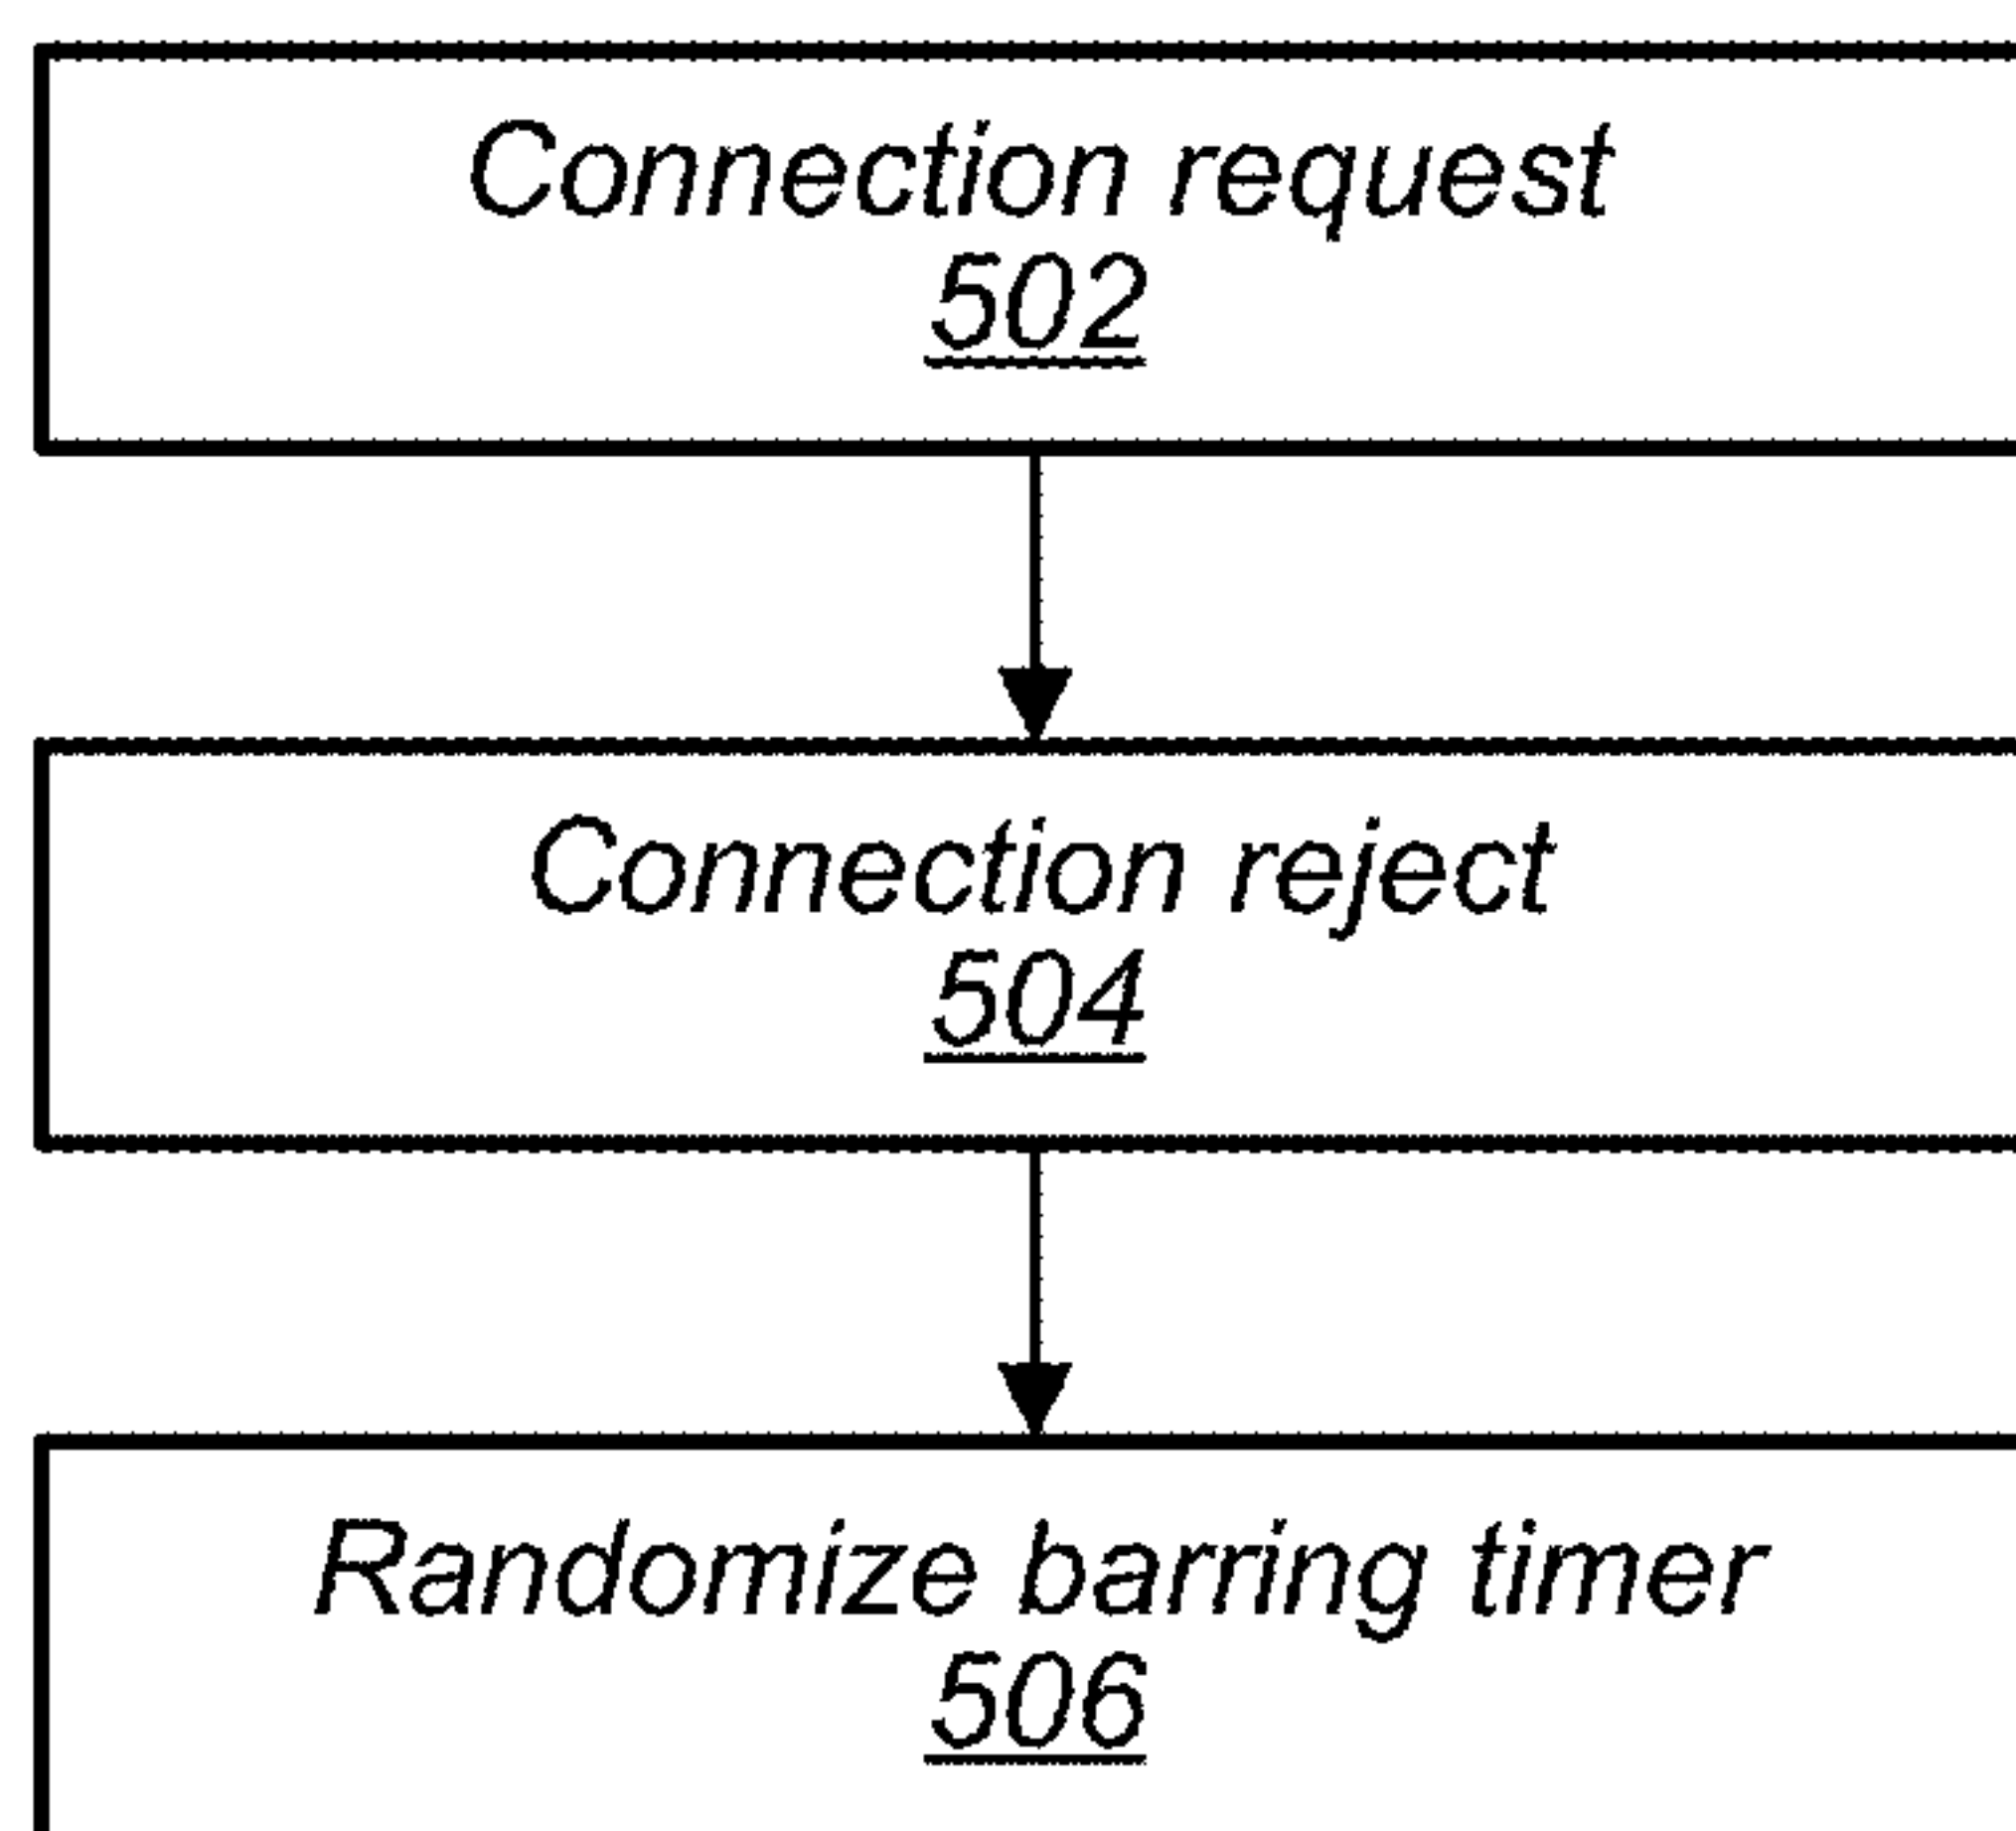 Connection request
502
Connection reject
504
Randomize barring timer
506